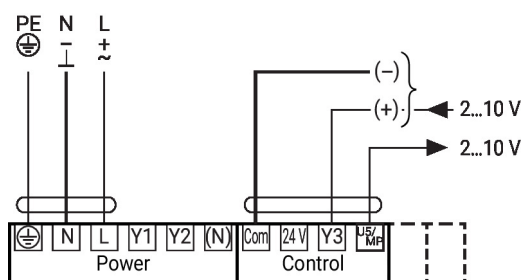 PE N L
– +
⊥ ~
(–)
(+) 2...10 V
2...10 V
N L Y1 Y2 (N) Com 24 V Y3 U5/MP
Power Control